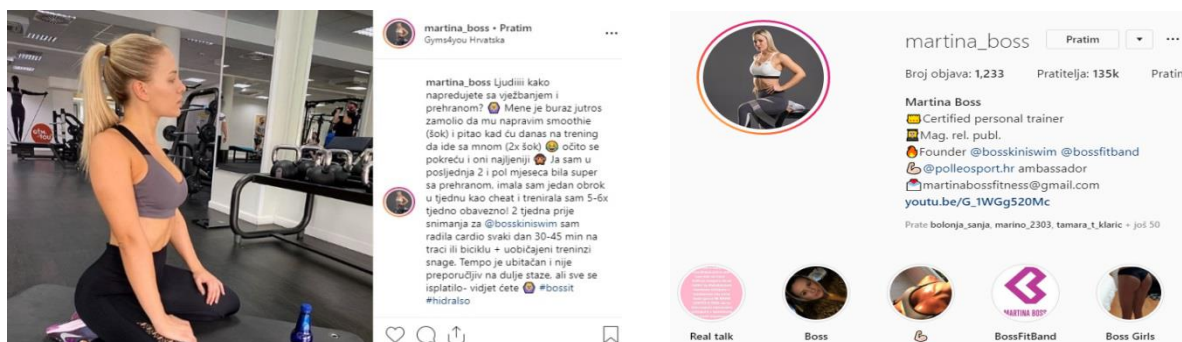 martina_boss • Pratim
Gyms4you Hrvatska
martina_boss Ljudiiii kako
napredujete sa vježbanjem i
prehranom? 🙆🏼‍♀️ Mene je buraz jutros
zamolio da mu napravim smoothie
(šok) i pitao kad ću danas na trening
da ide sa mnom (2x šok) 😂 očito se
pokreću i oni najljeniji 🙈 Ja sam u
posljednja 2 i pol mjeseca bila super
sa prehranom, imala sam jedan obrok
u tjednu kao cheat i trenirala sam 5-6x
tjedno obavezno! 2 tjedna prije
snimanja za @bosskiniswim sam
radila cardio svaki dan 30-45 min na
traci ili biciklu + uobičajeni treninzi
snage. Tempo je ubitačan i nije
preporučljiv na dulje staze, ali sve se
isplatilo- vidjet ćete 🙆🏼‍♀️ #bossit
#hidralso
martina_boss Pratim
Broj objava: 1,233 Pratitelja: 135k Pratim
Martina Boss
Certified personal trainer
Mag. rel. publ.
Founder @bosskiniswim @bossfitband
@polleosport.hr ambassador
martinabossfitness@gmail.com
youtu.be/G_1WGg520Mc
Prate bolonja_sanja, marino_2303, tamara_t_klaric + još 50
MARTINA BOSS
Real talk Boss 💪🏼 BossFitBand Boss Girls